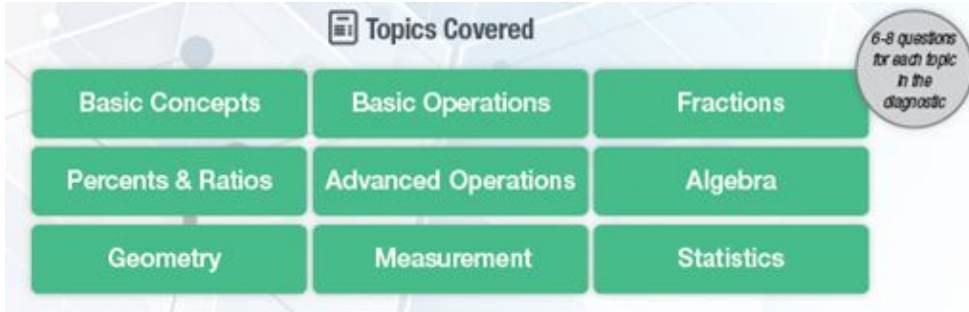 Topics Covered
6-8 questions
for each topic
in the
diagnostic
Basic Concepts
Basic Operations
Fractions
Percents & Ratios
Advanced Operations
Algebra
Geometry
Measurement
Statistics